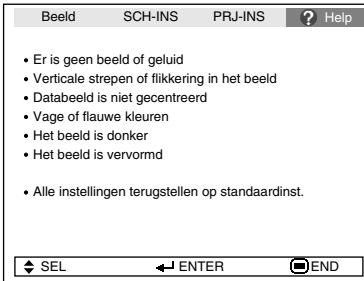 Beeld SCH-INS PRJ-INS ? Help
• Er is geen beeld of geluid
• Verticale strepen of flikkering in het beeld
• Databeeld is niet gecentreerd
• Vage of flauwe kleuren
• Het beeld is donker
• Het beeld is vervormd
• Alle instellingen terugstellen op standaardinst.
SEL ENTER END